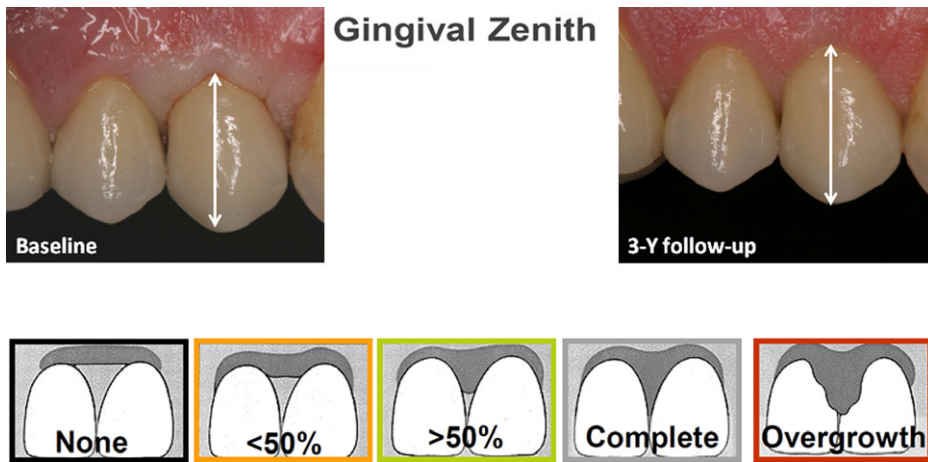 Gingival Zenith
Baseline
3-Y follow-up
None
<50%
>50%
Complete
Overgrowth